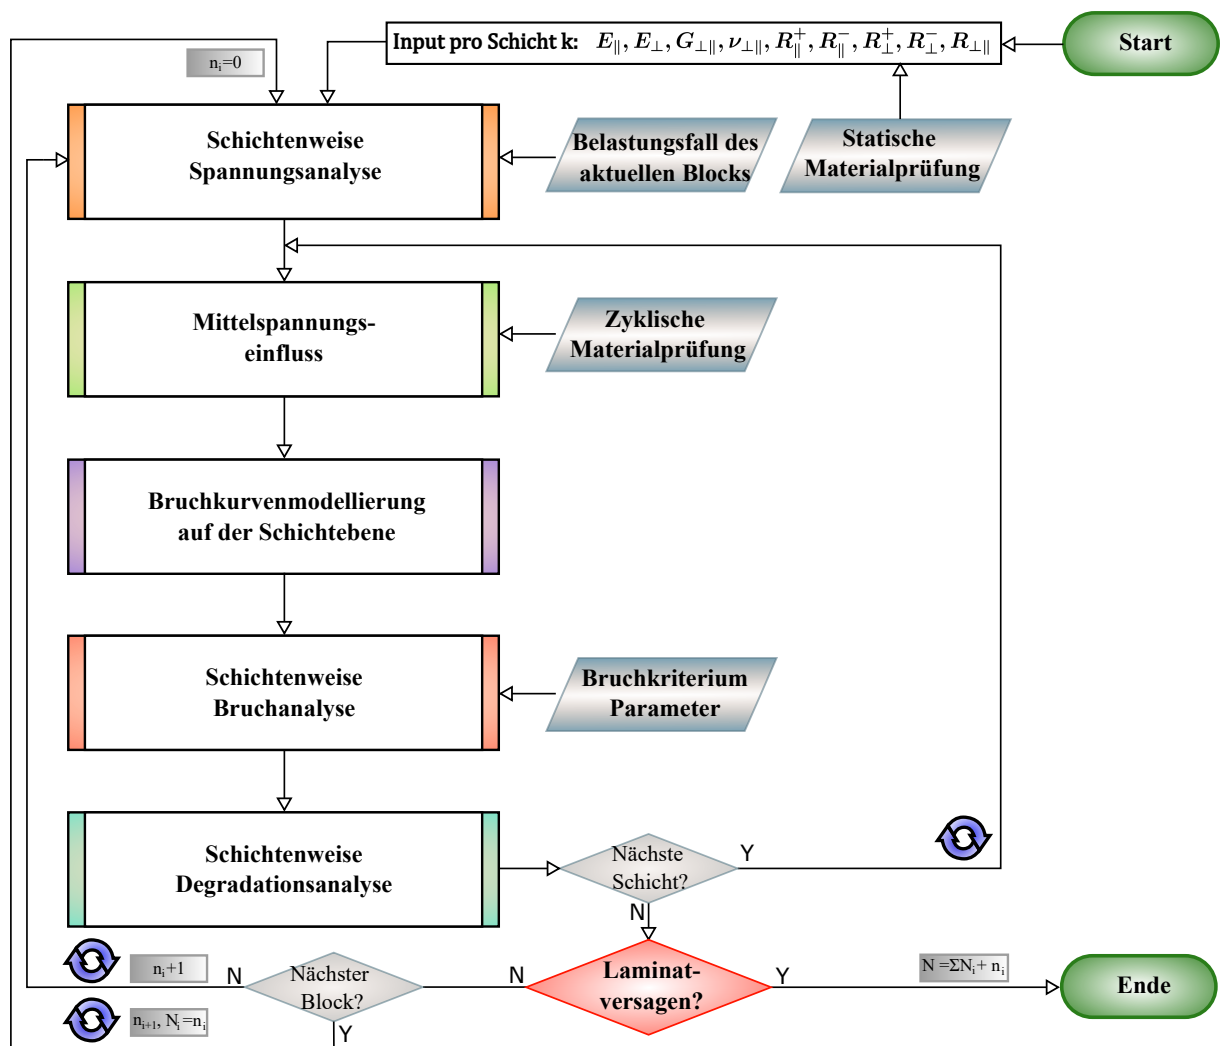 Input pro Schicht k: E∥, E⊥, G⊥∥, ν⊥∥, R∥⁺, R∥⁻, R⊥⁺, R⊥⁻, R⊥∥
Start
nᵢ=0
Schichtenweise
Spannungsanalyse
Belastungsfall des
aktuellen Blocks
Statische
Materialprüfung
Mittelspannungs-
einfluss
Zyklische
Materialprüfung
Bruchkurvenmodellierung
auf der Schichtebene
Schichtenweise
Bruchanalyse
Bruchkriterium
Parameter
Schichtenweise
Degradationsanalyse
Nächste
Schicht?
Y
N
Laminat-
versagen?
Y
N =ΣNᵢ+ nᵢ
Ende
N
Nächster
Block?
N
nᵢ+1
Y
nᵢ₊₁, Nᵢ=nᵢ